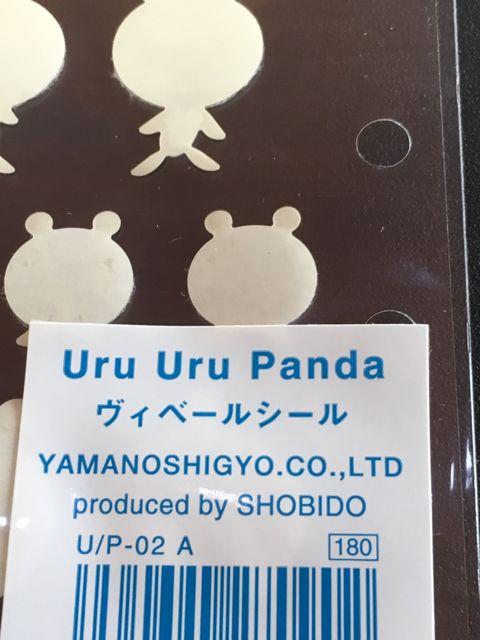 Uru Uru Panda
ヴィベールシール
YAMANOSHIGYO.CO.,LTD
produced by SHOBIDO
U/P-02 A 180